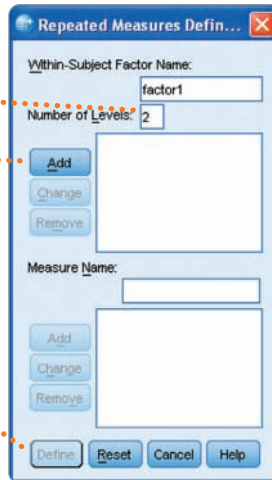 Repeated Measures Defin...
Within-Subject Factor Name:
factor1
Number of Levels: 2
Add
Change
Remove
Measure Name:
Add
Change
Remove
Define Reset Cancel Help